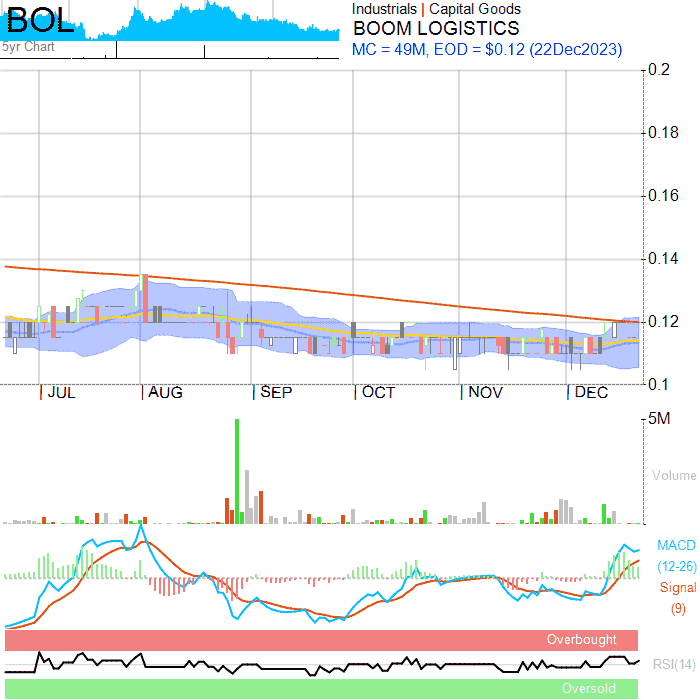 BOL
5yr Chart
Industrials | Capital Goods
BOOM LOGISTICS
MC = 49M, EOD = $0.12 (22Dec2023)
0.2
0.18
0.16
0.14
0.12
0.1
JUL AUG SEP OCT NOV DEC
5M
Volume
MACD
(12-26)
Signal
(9)
Overbought
RSI(14)
Oversold